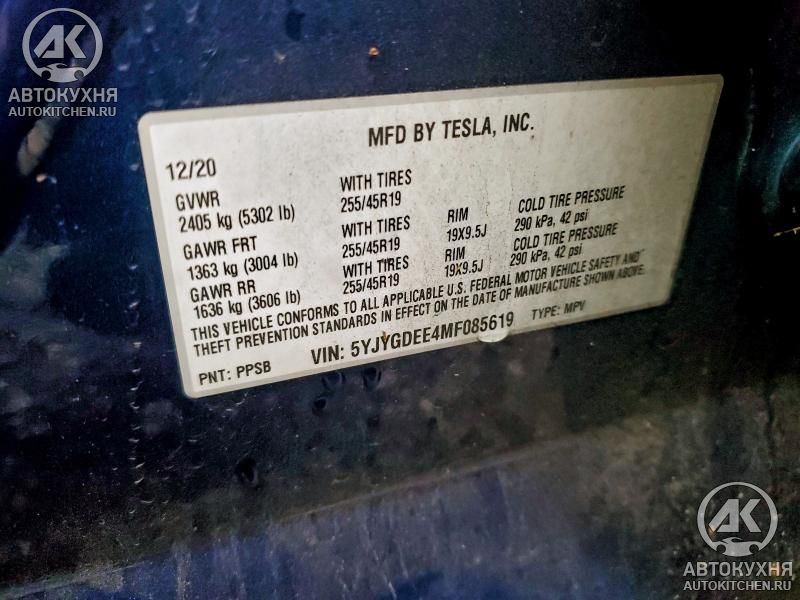 АК
АВТОКУХНЯ
AUTOKITCHEN.RU
MFD BY TESLA, INC.
12/20
GVWR WITH TIRES
2405 kg (5302 lb) 255/45R19
GAWR FRT WITH TIRES RIM COLD TIRE PRESSURE
1363 kg (3004 lb) 255/45R19 19X9.5J 290 kPa, 42 psi
GAWR RR WITH TIRES RIM COLD TIRE PRESSURE
1636 kg (3606 lb) 255/45R19 19X9.5J 290 kPa, 42 psi
THIS VEHICLE CONFORMS TO ALL APPLICABLE U.S. FEDERAL MOTOR VEHICLE SAFETY AND
THEFT PREVENTION STANDARDS IN EFFECT ON THE DATE OF MANUFACTURE SHOWN ABOVE.
PNT: PPSB VIN: 5YJYGDEE4MF085619 TYPE: MPV
АК
АВТОКУХНЯ
AUTOKITCHEN.RU